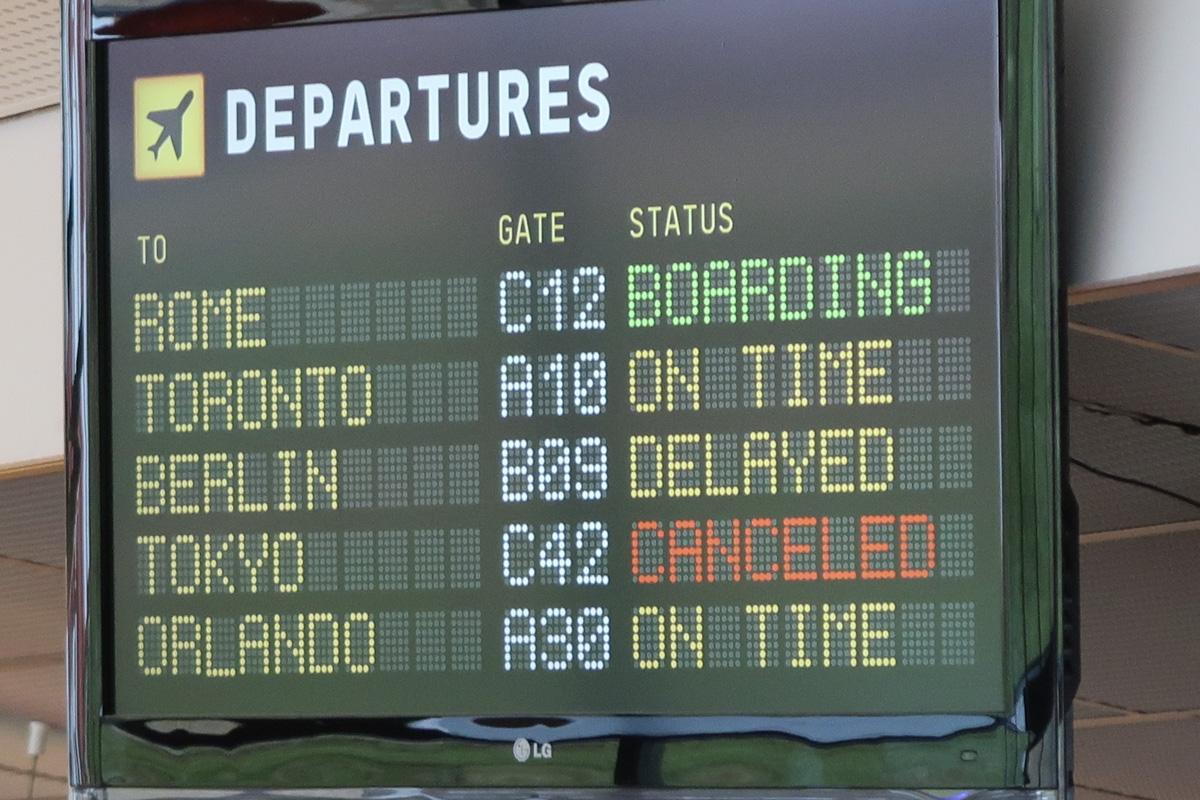 DEPARTURES
TO GATE STATUS
ROME C12 BOARDING
TORONTO A10 ON TIME
BERLIN B09 DELAYED
TOKYO C42 CANCELED
ORLANDO A30 ON TIME
LG